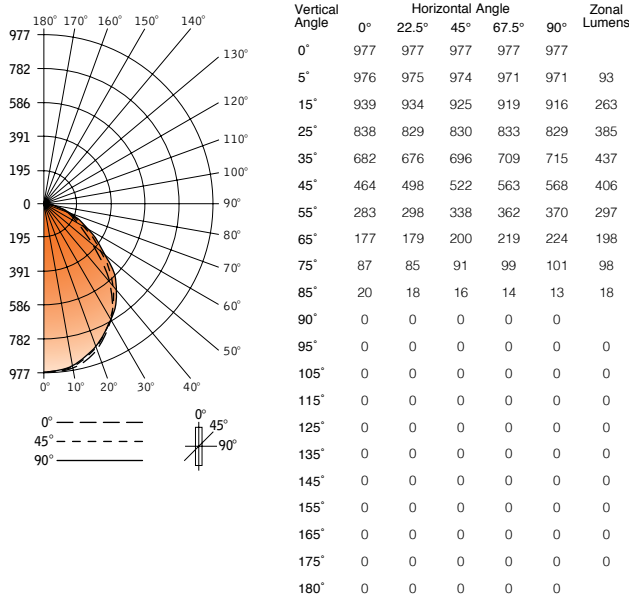 180° 170° 160° 150° 140°
977
782
586
391
195
0
195
391
586
782
977
130°
120°
110°
100°
90°
80°
70°
60°
50°
0° 10° 20° 30° 40°
0°
45°
90°
0°
45°
90°
Vertical Angle Horizontal Angle Zonal Lumens
0° 22.5° 45° 67.5° 90°
0° 977 977 977 977 977
5° 976 975 974 971 971 93
15° 939 934 925 919 916 263
25° 838 829 830 833 829 385
35° 682 676 696 709 715 437
45° 464 498 522 563 568 406
55° 283 298 338 362 370 297
65° 177 179 200 219 224 198
75° 87 85 91 99 101 98
85° 20 18 16 14 13 18
90° 0 0 0 0 0
95° 0 0 0 0 0 0
105° 0 0 0 0 0 0
115° 0 0 0 0 0 0
125° 0 0 0 0 0 0
135° 0 0 0 0 0 0
145° 0 0 0 0 0 0
155° 0 0 0 0 0 0
165° 0 0 0 0 0 0
175° 0 0 0 0 0 0
180° 0 0 0 0 0